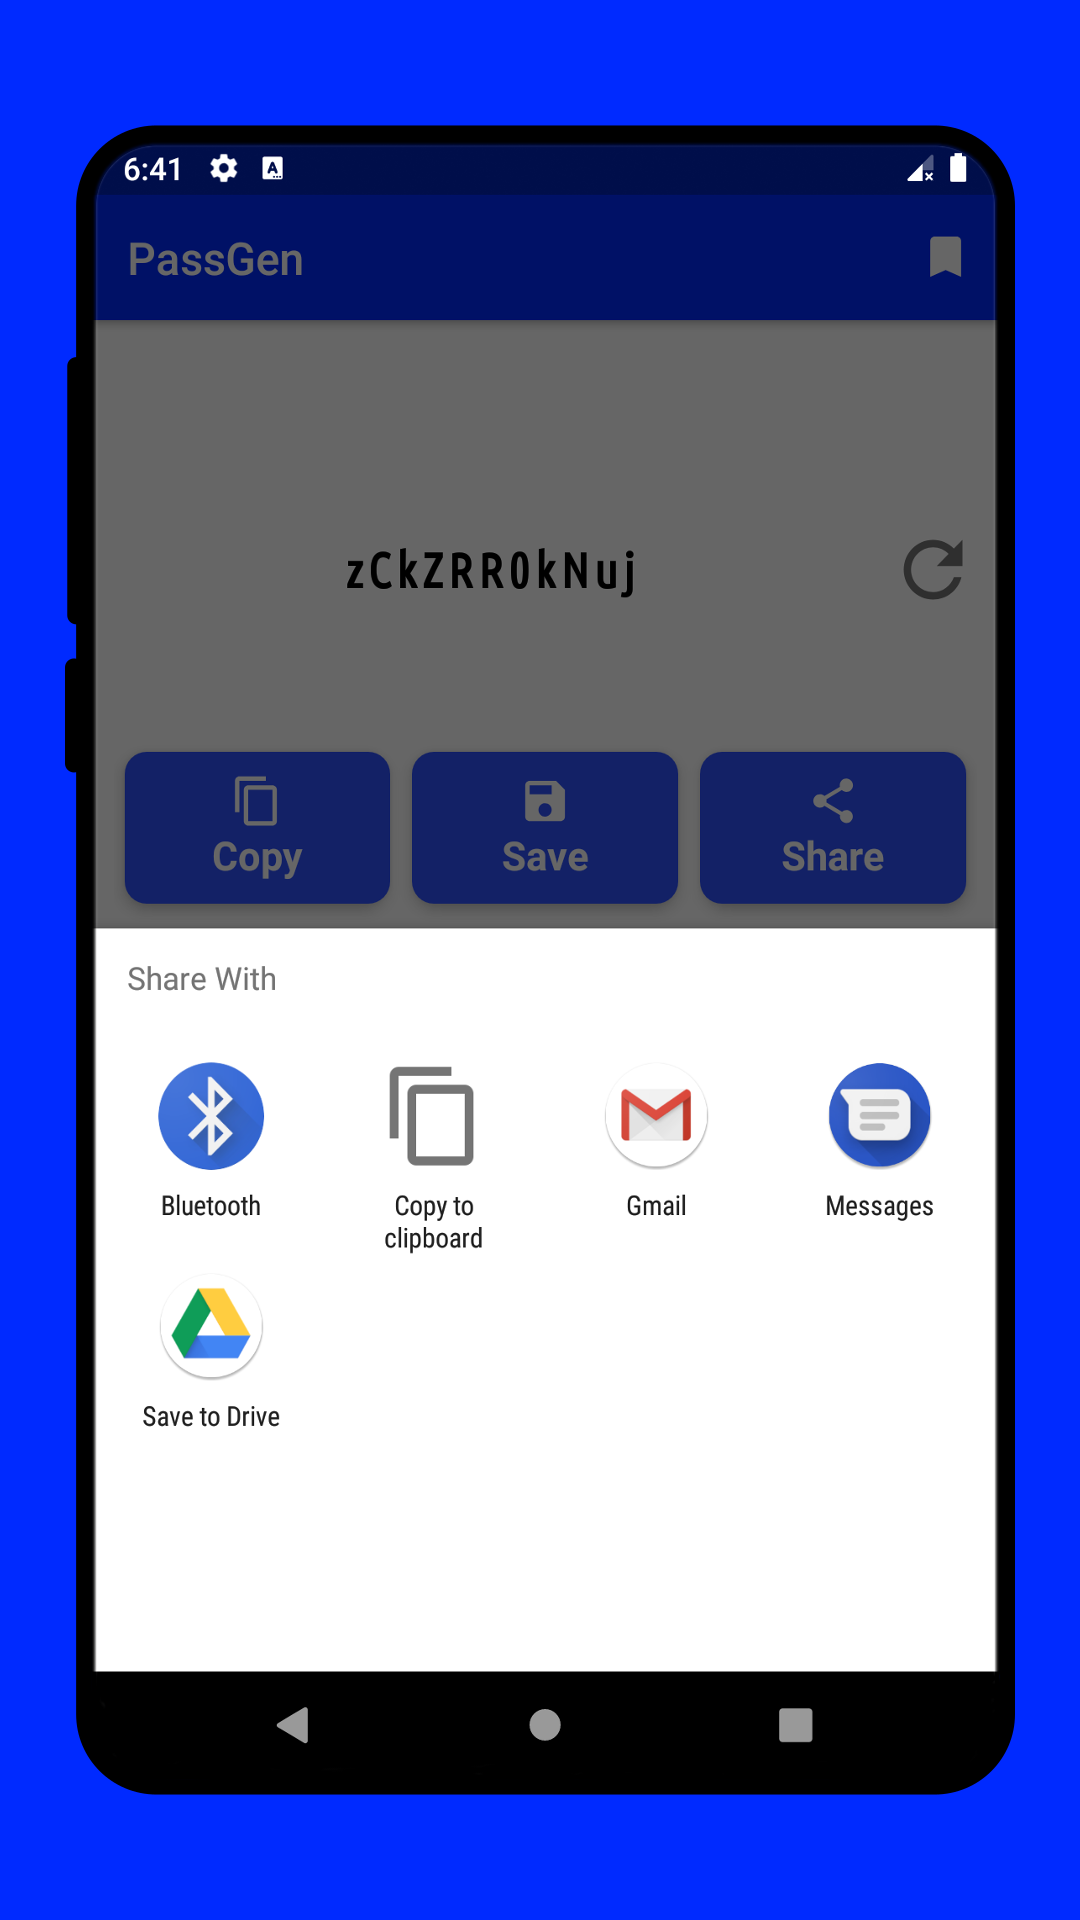 6:41
PassGen
zCkZRR0kNuj
Copy Save Share
Share With
Bluetooth Copy to Gmail Messages
clipboard
Save to Drive